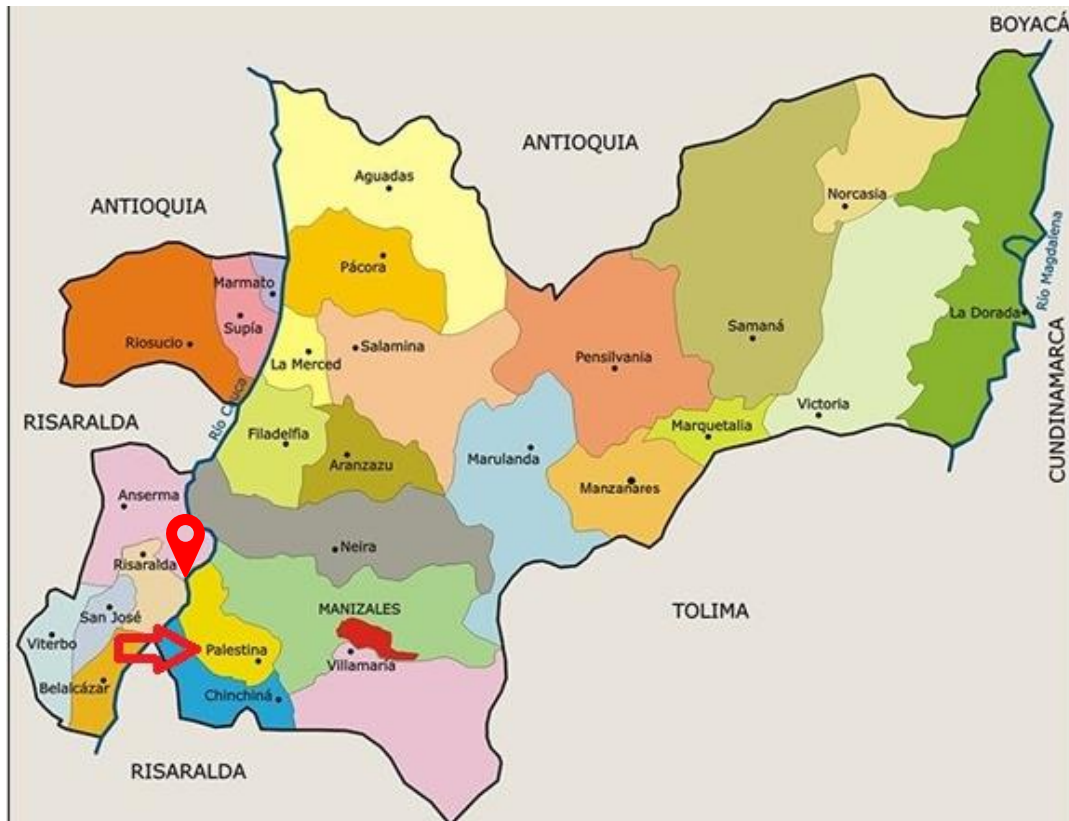 BOYACÁ
ANTIOQUIA
Aguadas
Norcasia
ANTIOQUIA
Río Magdalena
Pácora
Marmato
La Dorada
Supía
Samaná
Riosucio
Salamina
La Merced
Pensilvania
Río Cauca
CUNDINAMARCA
Victoria
RISARALDA
Marquetalia
Filadelfia
Marulanda
Aranzazu
Manzanares
Anserma
Neira
Risaralda
MANIZALES
TOLIMA
San José
Viterbo
Palestina
Villamaría
Belalcázar
Chinchiná
RISARALDA